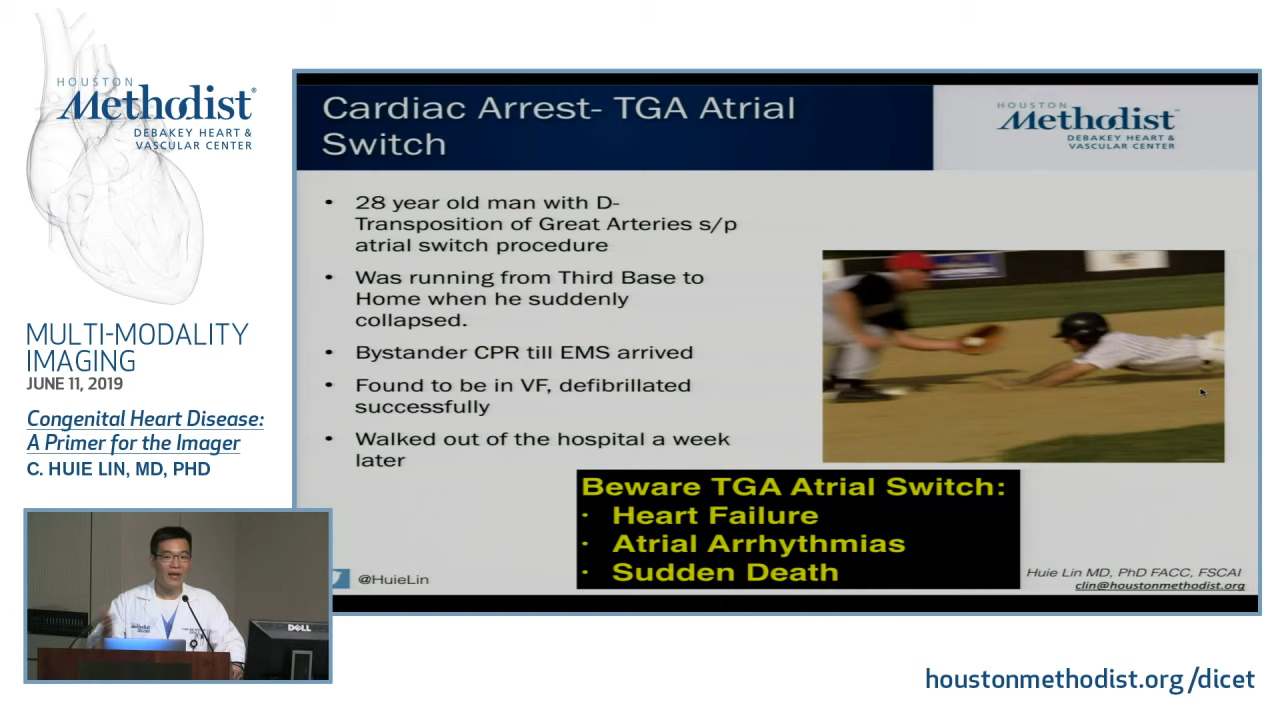 HOUSTON
Methodist®
DEBAKEY HEART &
VASCULAR CENTER
MULTI-MODALITY
IMAGING
JUNE 11, 2019
Congenital Heart Disease:
A Primer for the Imager
C. HUIE LIN, MD, PHD
Cardiac Arrest- TGA Atrial
Switch
HOUSTON
Methodist
DEBAKEY HEART &
VASCULAR CENTER
• 28 year old man with D-
Transposition of Great Arteries s/p
atrial switch procedure
• Was running from Third Base to
Home when he suddenly
collapsed.
• Bystander CPR till EMS arrived
• Found to be in VF, defibrillated
successfully
• Walked out of the hospital a week
later
Beware TGA Atrial Switch:
• Heart Failure
• Atrial Arrhythmias
• Sudden Death
@HuieLin
Huie Lin MD, PhD FACC, FSCAI
clin@houstonmethodist.org
Methodist
DELL
houstonmethodist.org/dicet